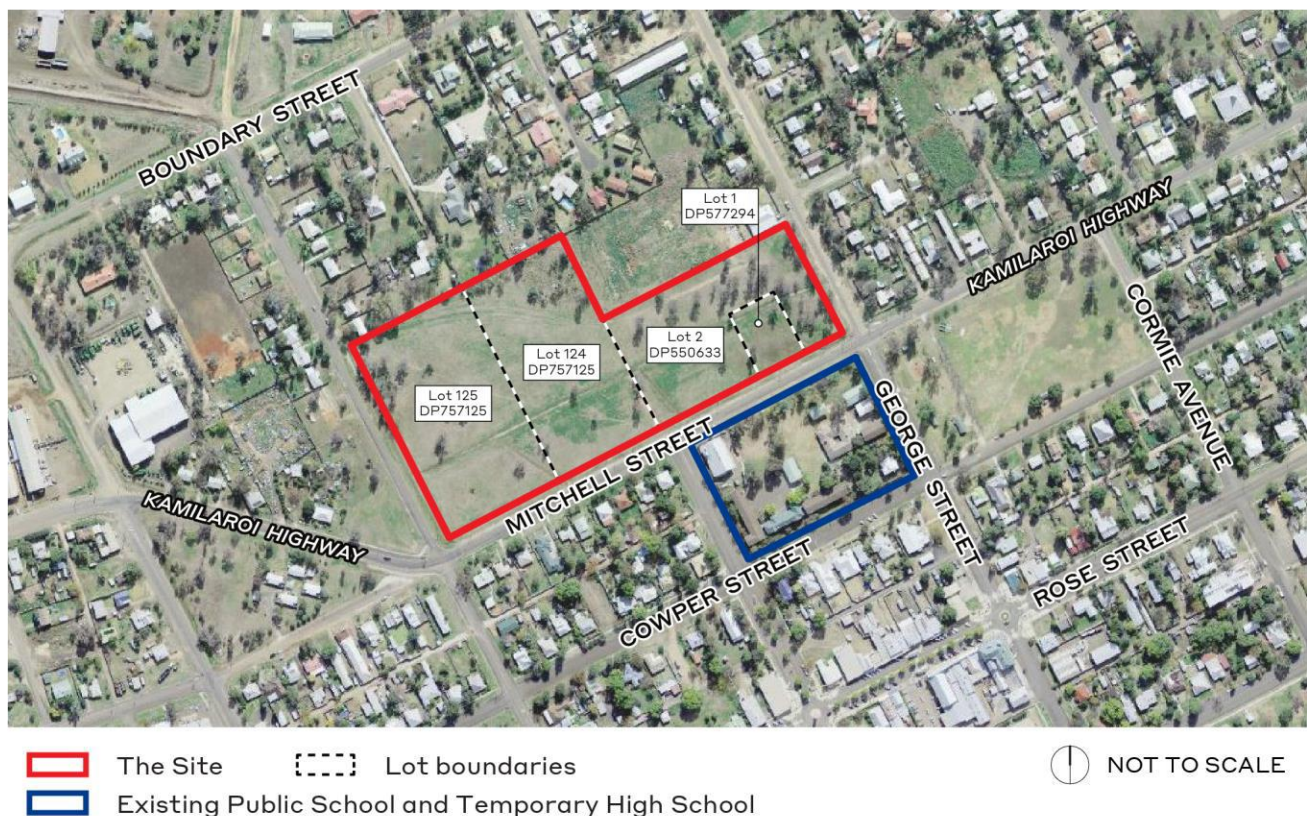 BOUNDARY STREET
Lot 1
DP577294
KAMILAROI HIGHWAY
CORMIE AVENUE
Lot 2
DP550633
Lot 124
DP757125
Lot 125
DP757125
MITCHELL STREET
GEORGE STREET
KAMILAROI HIGHWAY
COWPER STREET
ROSE STREET
The Site
Lot boundaries
NOT TO SCALE
Existing Public School and Temporary High School